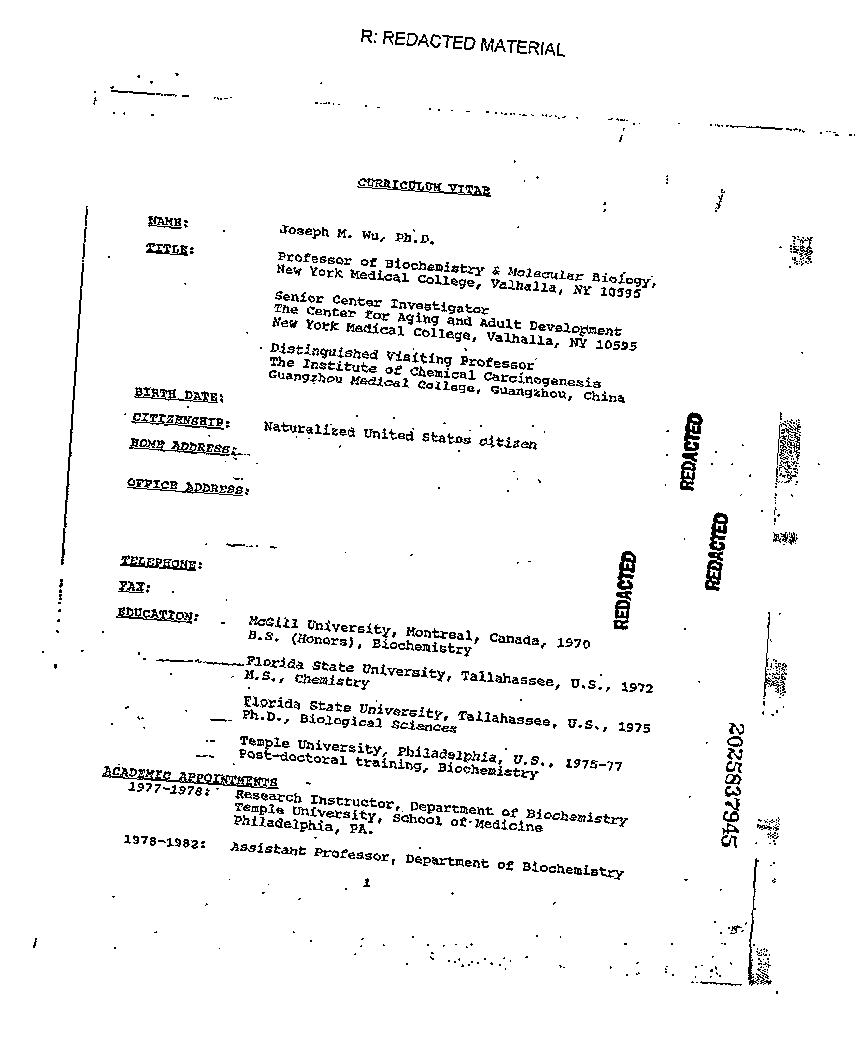 R: REDACTED MATERIAL
CURRICULUM VITAE
NAME: Joseph M. Wu, Ph.D.
TITLE: Professor of Biochemistry & Molecular Biology,
New York Medical College, Valhalla, NY 10595
Senior Center Investigator
The Center for Aging and Adult Development
New York Medical College, Valhalla, NY 10595
Distinguished Visiting Professor
The Institute of Chemical Carcinogenesis
Guangzhou Medical College, Guangzhou, China
BIRTH DATE:
CITIZENSHIP: Naturalized United States citizen
HOME ADDRESS:
REDACTED
OFFICE ADDRESS:
REDACTED
TELEPHONE:
REDACTED
FAX:
EDUCATION: McGill University, Montreal, Canada, 1970
B.S. (Honors), Biochemistry
Florida State University, Tallahassee, U.S., 1972
M.S., Chemistry
Florida State University, Tallahassee, U.S., 1975
Ph.D., Biological Sciences
Temple University, Philadelphia, U.S., 1975-77
Post-doctoral training, Biochemistry
ACADEMIC APPOINTMENTS
1977-1978: Research Instructor, Department of Biochemistry
Temple University, School of Medicine
Philadelphia, PA.
1978-1982: Assistant Professor, Department of Biochemistry
1
2025837945